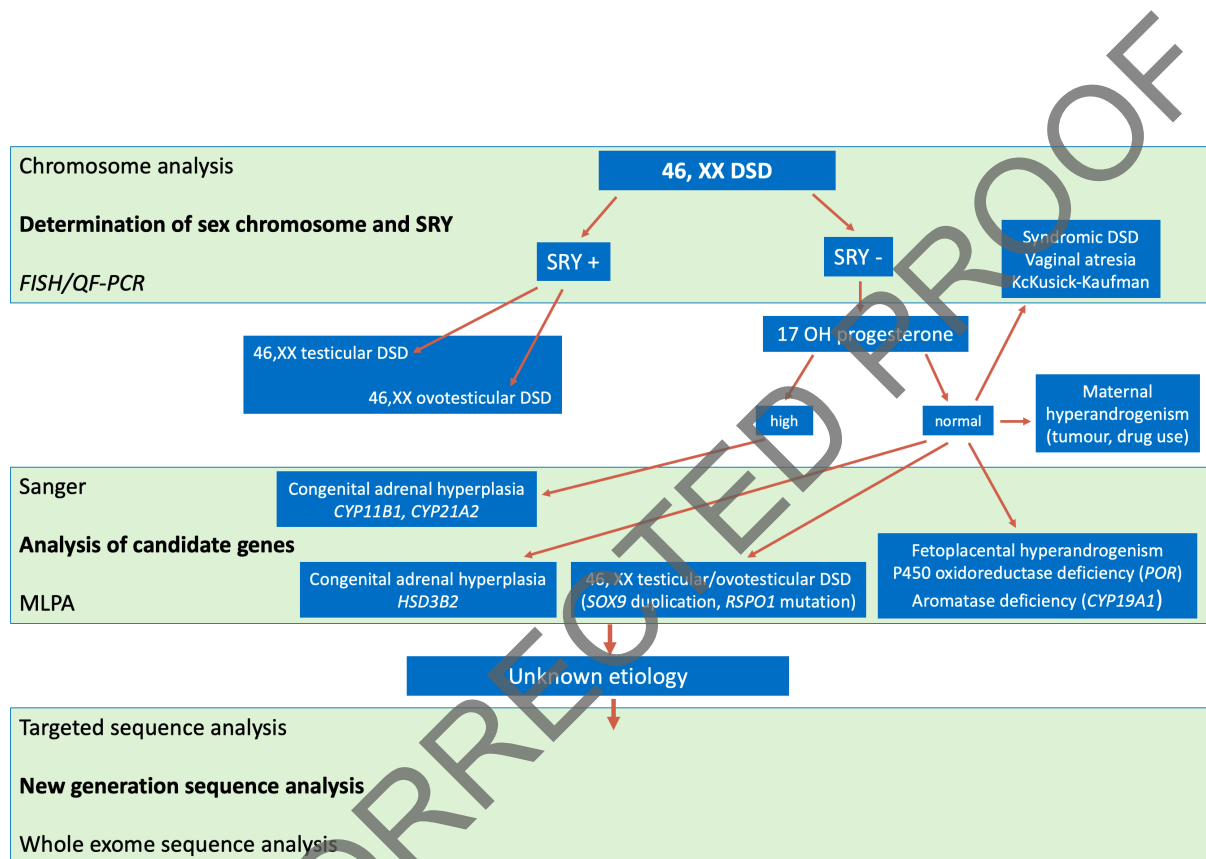 Chromosome analysis
46, XX DSD
Determination of sex chromosome and SRY
FISH/QF-PCR
SRY +
SRY -
Syndromic DSD
Vaginal atresia
KcKusick-Kaufman
17 OH progesterone
46,XX testicular DSD
46,XX ovotesticular DSD
high
normal
Maternal
hyperandrogenism
(tumour, drug use)
Sanger
Analysis of candidate genes
MLPA
Congenital adrenal hyperplasia
CYP11B1, CYP21A2
Congenital adrenal hyperplasia
HSD3B2
46, XX testicular/ovotesticular DSD
(SOX9 duplication, RSPO1 mutation)
Fetoplacental hyperandrogenism
P450 oxidoreductase deficiency (POR)
Aromatase deficiency (CYP19A1)
Unknown etiology
Targeted sequence analysis
New generation sequence analysis
Whole exome sequence analysis
ORRECTED PROOF